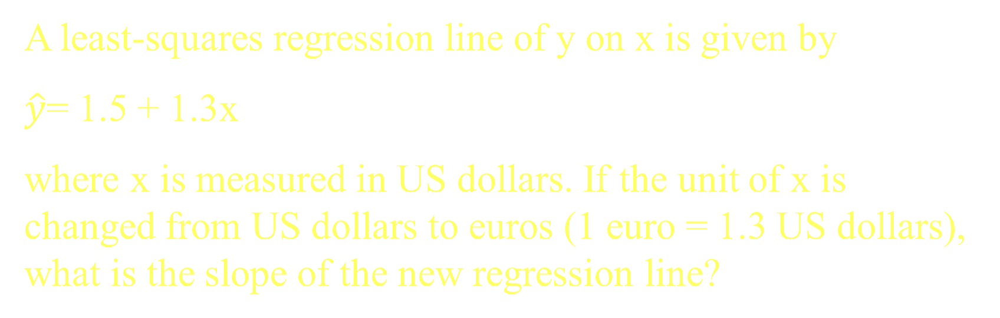 A least-squares regression line of y on x is given by
ŷ= 1.5 + 1.3x
where x is measured in US dollars. If the unit of x is
changed from US dollars to euros (1 euro = 1.3 US dollars),
what is the slope of the new regression line?